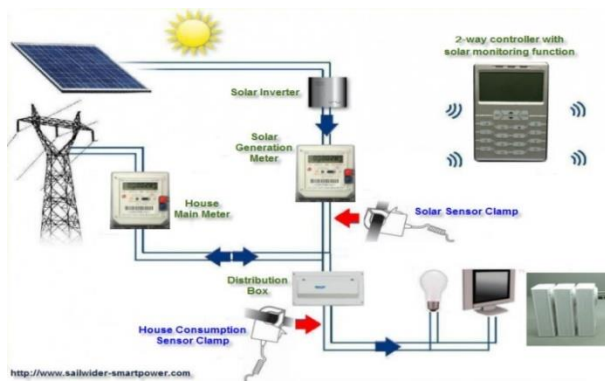 2-way controller with
solar monitoring function
Solar Inverter
Solar
Generation
Meter
House
Main Meter
Solar Sensor Clamp
Distribution
Box
House Consumption
Sensor Clamp
http://www.sailwider-smartpower.com